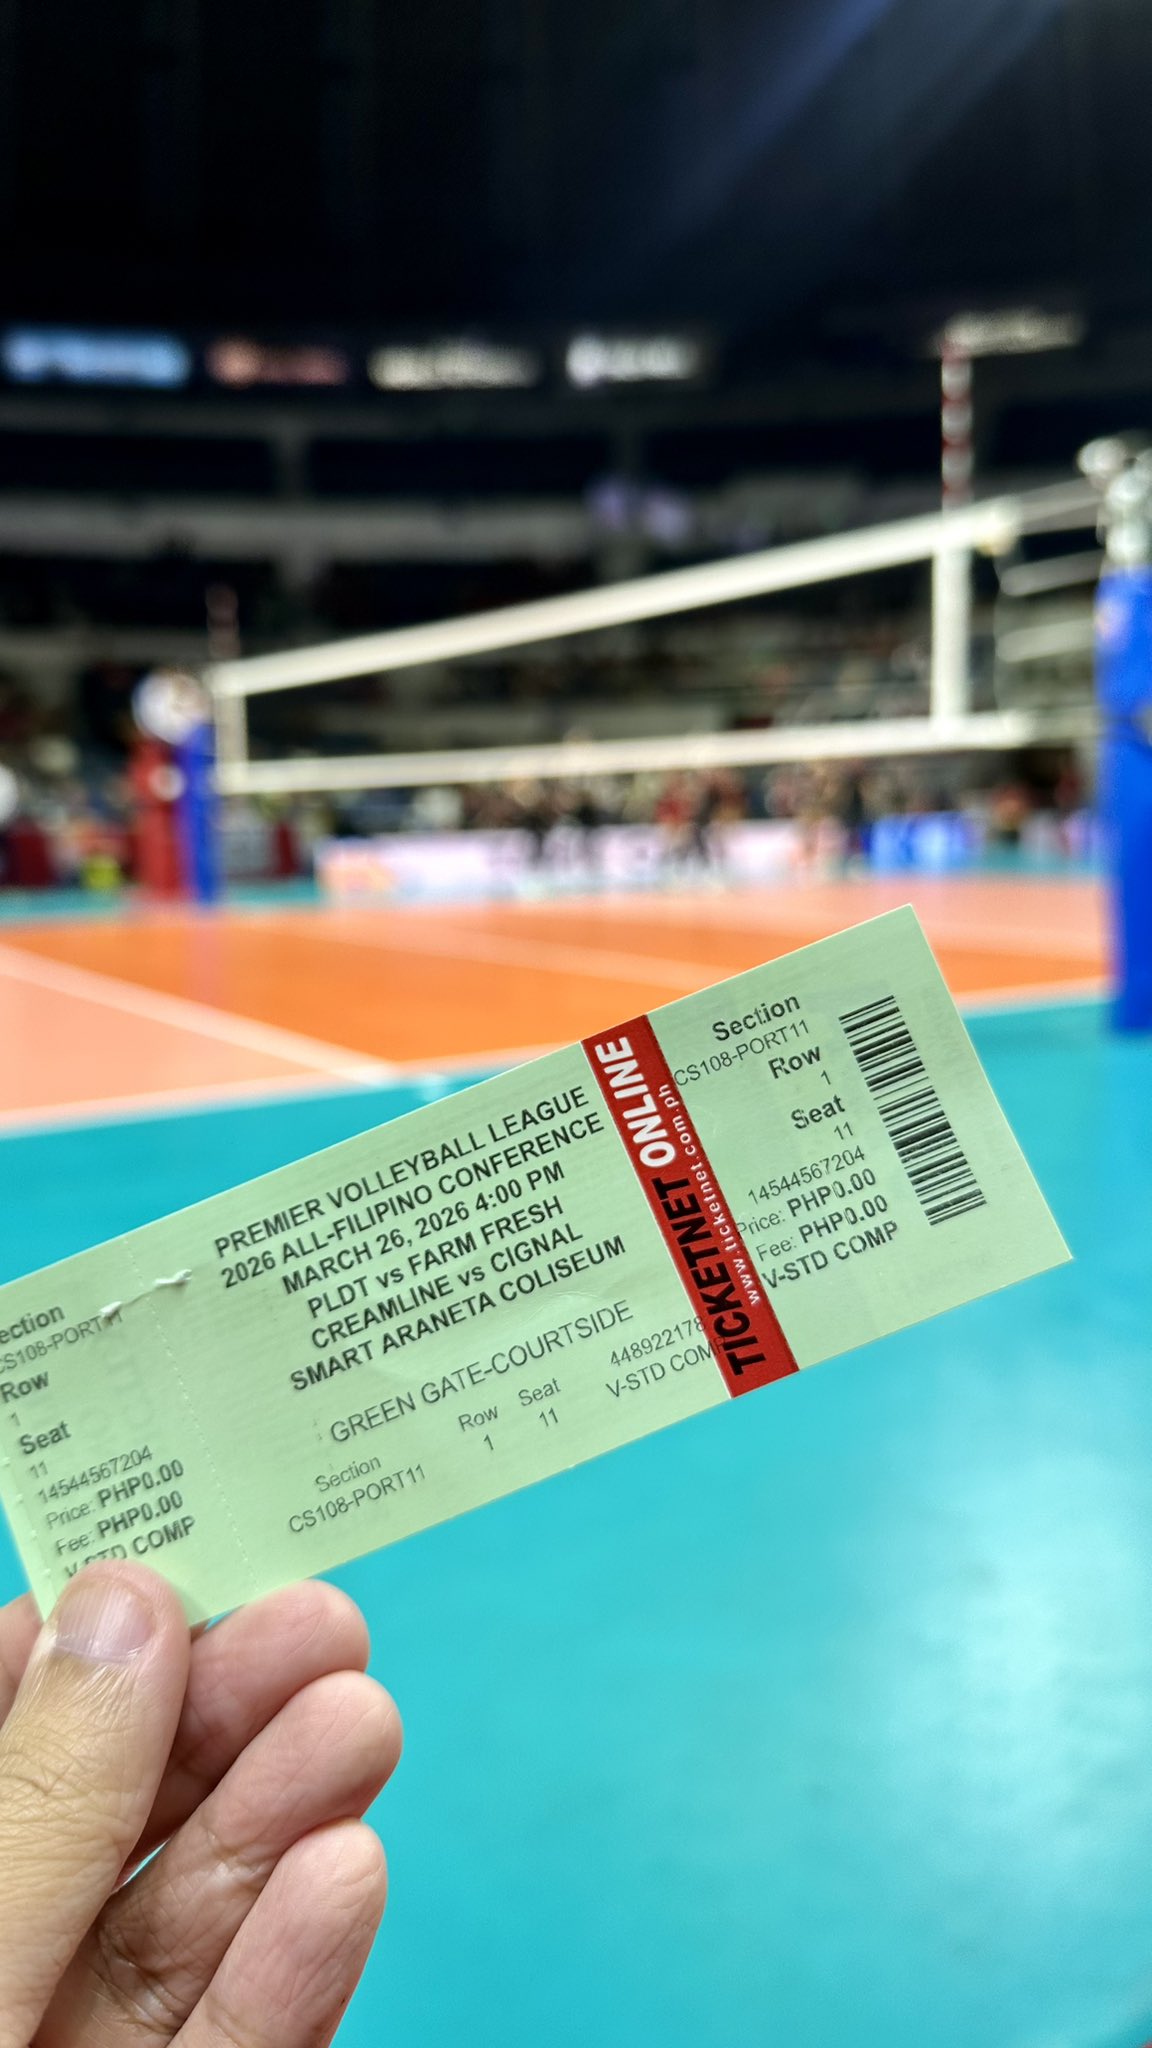 ection
CS108-PORT11
Row
1
Seat
11
14544567204
Price: PHP0.00
Fee: PHP0.00
V-STD COMP
PREMIER VOLLEYBALL LEAGUE
2026 ALL-FILIPINO CONFERENCE
MARCH 26, 2026 4:00 PM
PLDT vs FARM FRESH
CREAMLINE vs CIGNAL
SMART ARANETA COLISEUM
GREEN GATE-COURTSIDE
448922178
Section Row Seat V-STD COMP
CS108-PORT11 1 11
TICKETNET ONLINE
www.ticketnet.com.ph
Section
CS108-PORT11
Row
1
Seat
11
14544567204
Price: PHP0.00
Fee: PHP0.00
V-STD COMP